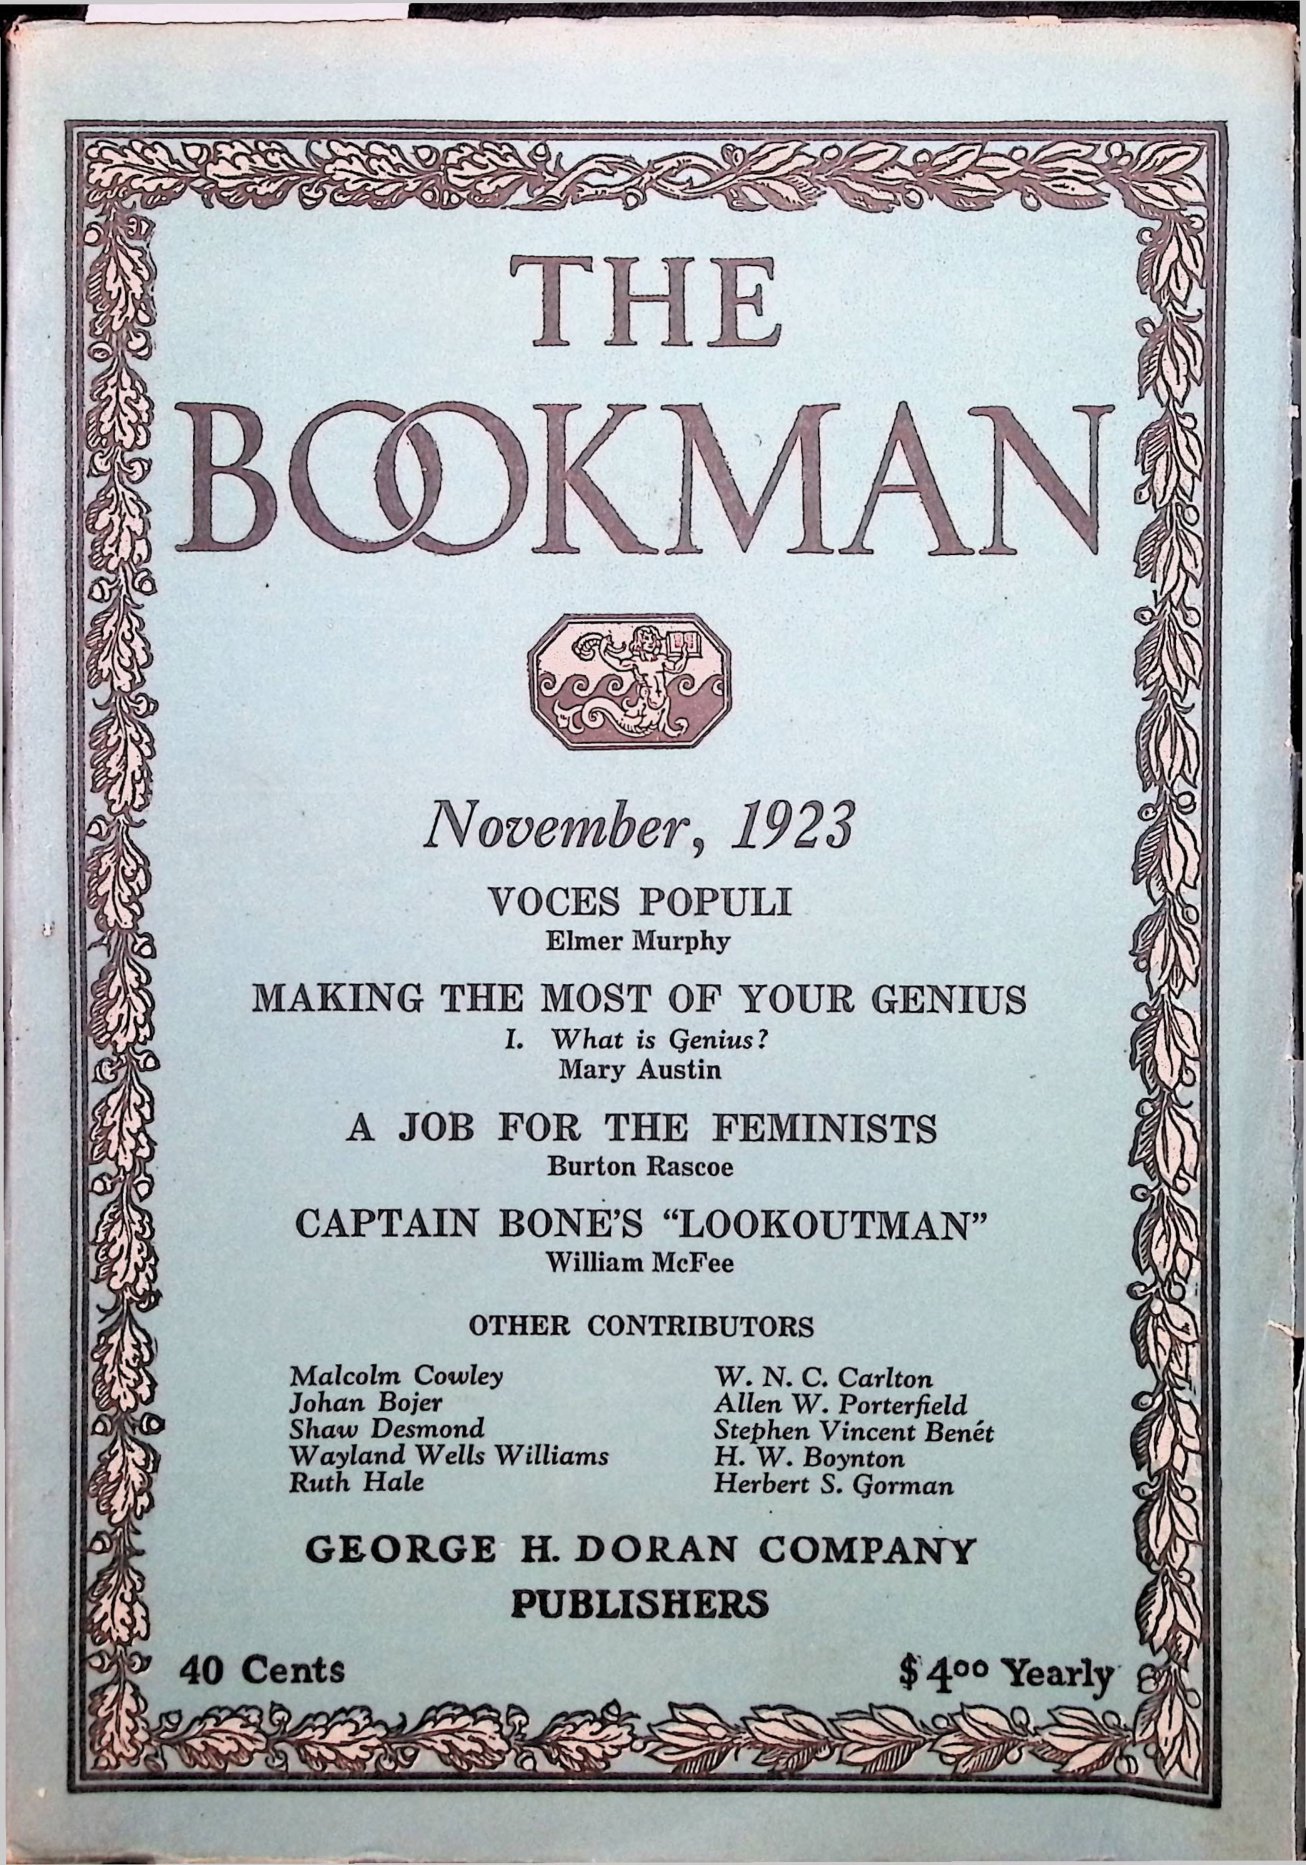 THE
BOOKMAN
November, 1923
VOCES POPULI
Elmer Murphy
MAKING THE MOST OF YOUR GENIUS
I. What is Genius?
Mary Austin
A JOB FOR THE FEMINISTS
Burton Rascoe
CAPTAIN BONE'S “LOOKOUTMAN”
William McFee
OTHER CONTRIBUTORS
Malcolm Cowley
Johan Bojer
Shaw Desmond
Wayland Wells Williams
Ruth Hale
W. N. C. Carlton
Allen W. Porterfield
Stephen Vincent Benét
H. W. Boynton
Herbert S. Gorman
GEORGE H. DORAN COMPANY
PUBLISHERS
40 Cents
$4oo Yearly